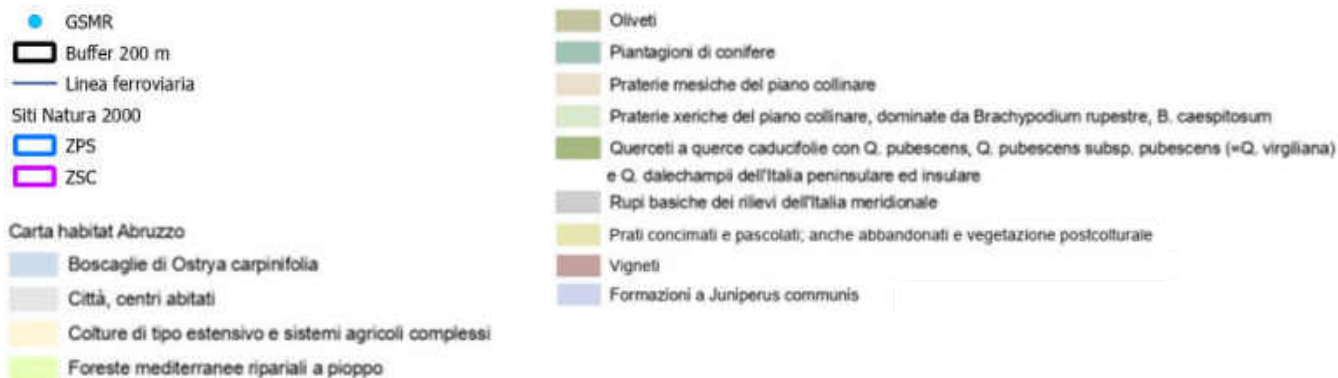 GSMR
Buffer 200 m
Linea ferroviaria
Siti Natura 2000
ZPS
ZSC
Carta habitat Abruzzo
Boscaglie di Ostrya carpinifolia
Città, centri abitati
Colture di tipo estensivo e sistemi agricoli complessi
Foreste mediterranee ripariali a pioppo
Oliveti
Piantagioni di conifere
Praterie mesiche del piano collinare
Praterie xeriche del piano collinare, dominate da Brachypodium rupestre, B. caespitosum
Querceti a querce caducifolie con Q. pubescens, Q. pubescens subsp. pubescens (=Q. virgiliana)
e Q. dalechampii dell'Italia peninsulare ed insulare
Rupi basiche dei rilievi dell'Italia meridionale
Prati concimati e pascolati; anche abbandonati e vegetazione postcolturale
Vigneti
Formazioni a Juniperus communis